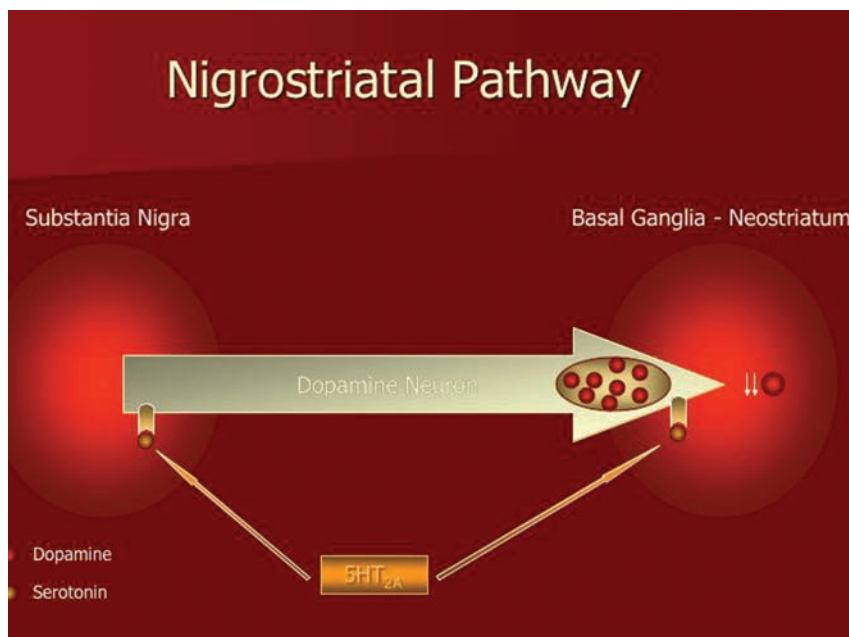 Nigrostriatal Pathway
Substantia Nigra
Basal Ganglia - Neostriatum
Dopamine Neuron
5HT2A
Dopamine
Serotonin